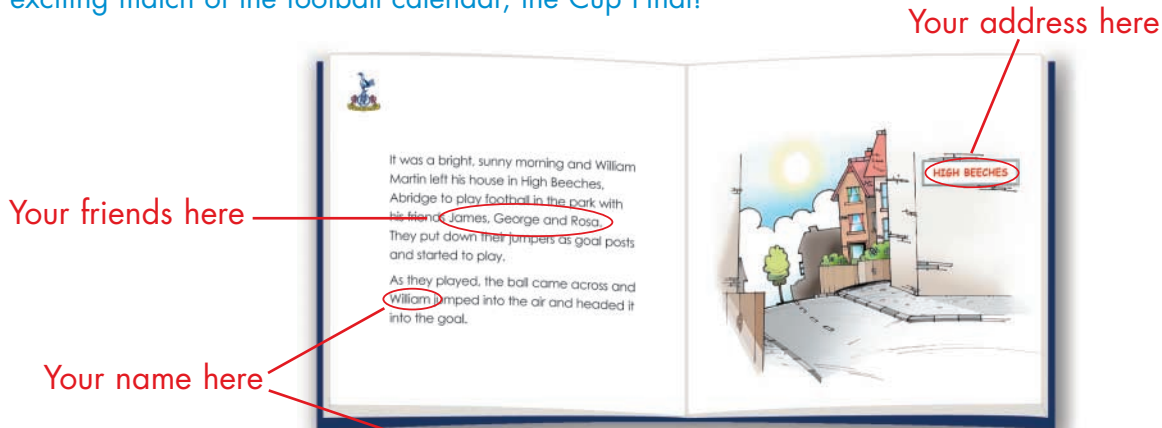 exciting match of the football calendar, the Cup Final!
Your address here
It was a bright, sunny morning and William
Martin left his house in High Beeches,
Abridge to play football in the park with
his friends James, George and Rosa.
They put down their jumpers as goal posts
and started to play.
As they played, the ball came across and
William jumped into the air and headed it
into the goal.
HIGH BEECHES
Your friends here
Your name here